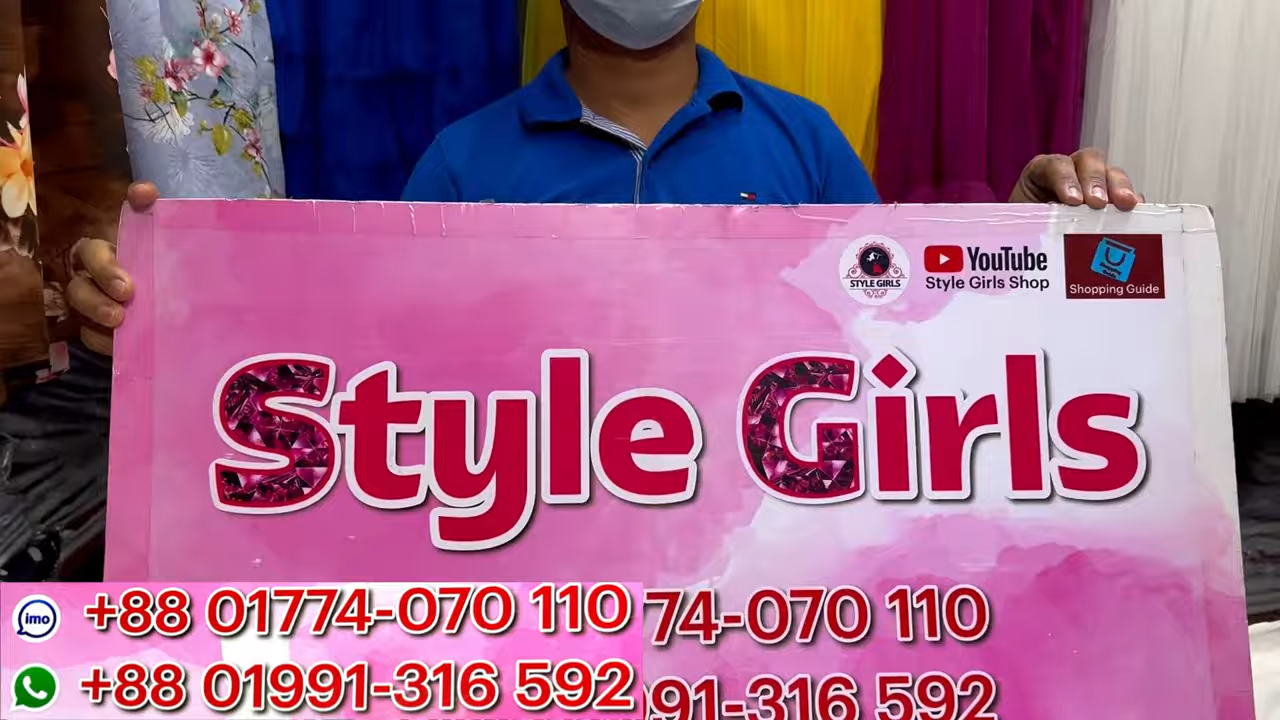 STYLE GIRLS
YouTube
Style Girls Shop
Shopping Guide
Style Girls
imo
+88 01774-070 110
74-070 110
+88 01991-316 592
91-316 592